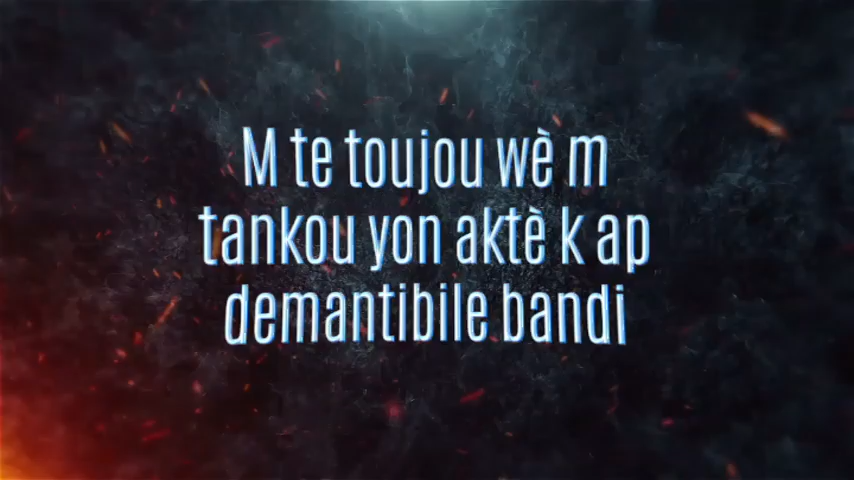 M te toujou wè m
tankou yon aktè k ap
demantibile bandi